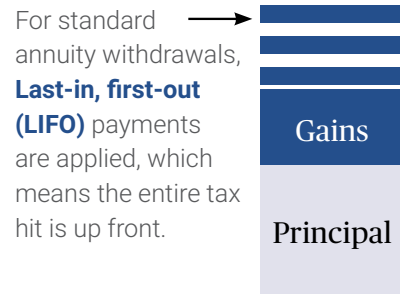 For standard
annuity withdrawals,
Last-in, first-out
(LIFO) payments
are applied, which
means the entire tax
hit is up front.
Gains
Principal